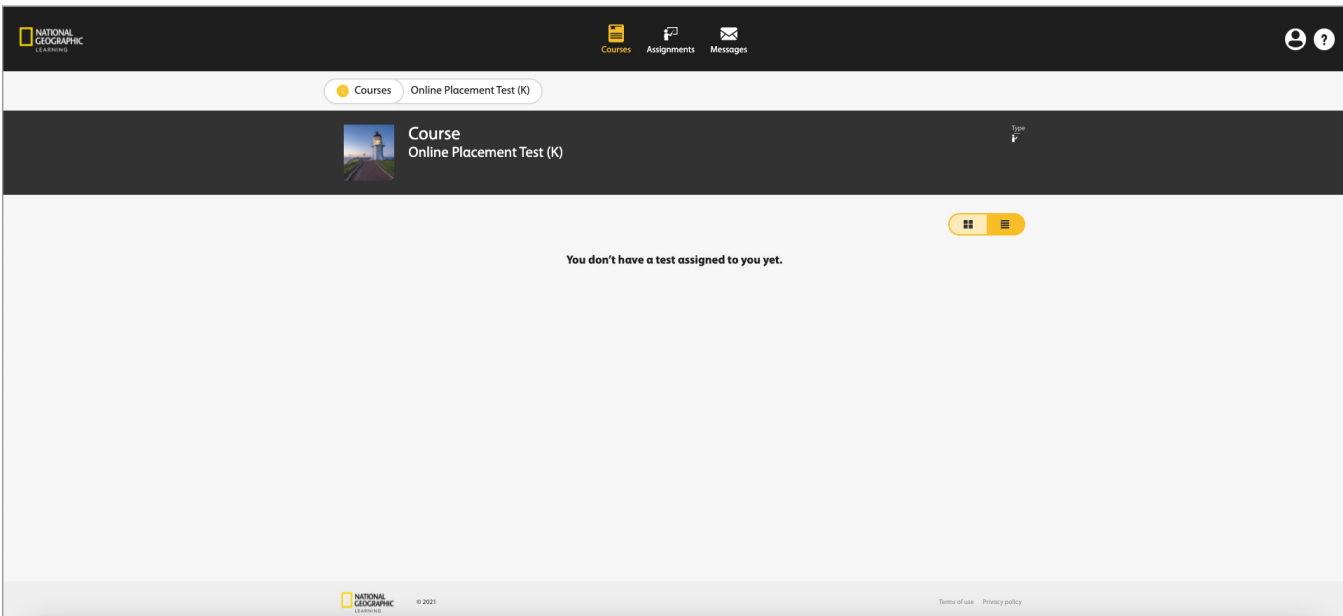 NATIONAL
GEOGRAPHIC
LEARNING
Courses
Assignments
Messages
?
Courses
Online Placement Test (K)
Course
Online Placement Test (K)
Type
You don't have a test assigned to you yet.
NATIONAL
GEOGRAPHIC
LEARNING
© 2021
Terms of use
Privacy policy